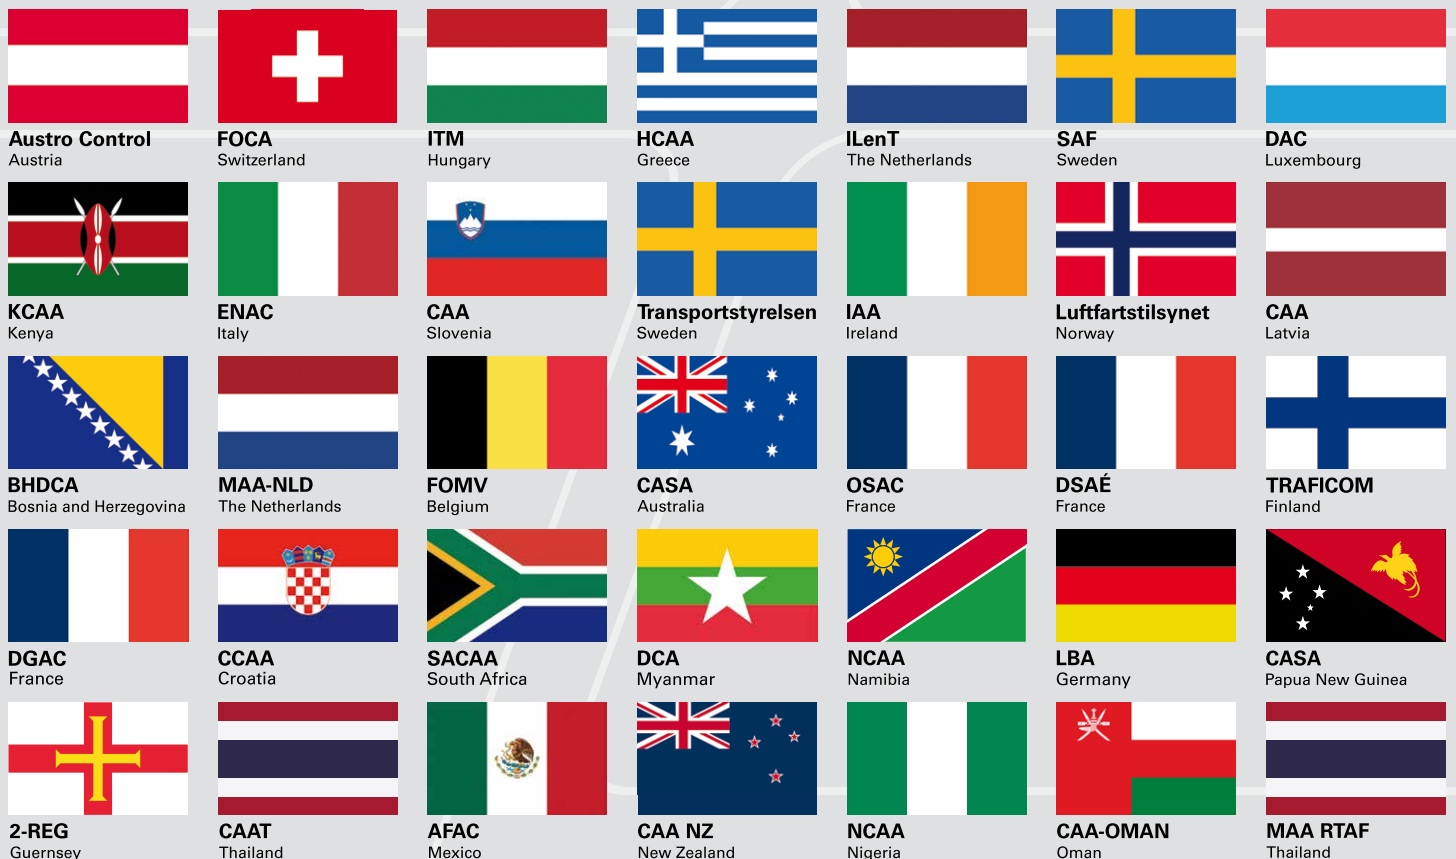 Austro Control
Austria
FOCA
Switzerland
ITM
Hungary
HCAA
Greece
ILenT
The Netherlands
SAF
Sweden
DAC
Luxembourg
KCAA
Kenya
ENAC
Italy
CAA
Slovenia
Transportstyrelsen
Sweden
IAA
Ireland
Luftfartstilsynet
Norway
CAA
Latvia
BHDCA
Bosnia and Herzegovina
MAA-NLD
The Netherlands
FOMV
Belgium
CASA
Australia
OSAC
France
DSAÉ
France
TRAFICOM
Finland
DGAC
France
CCAA
Croatia
SACAA
South Africa
DCA
Myanmar
NCAA
Namibia
LBA
Germany
CASA
Papua New Guinea
2-REG
Guernsey
CAAT
Thailand
AFAC
Mexico
CAA NZ
New Zealand
NCAA
Nigeria
CAA-OMAN
Oman
MAA RTAF
Thailand